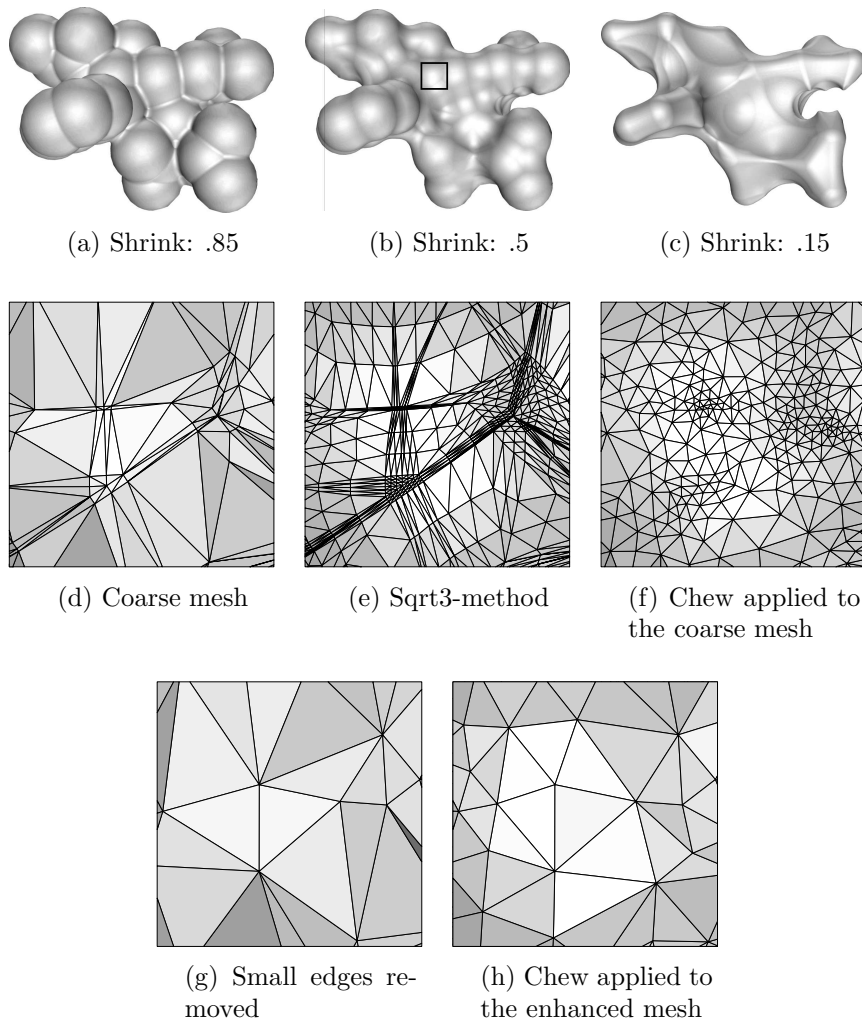 (a) Shrink: .85
(b) Shrink: .5
(c) Shrink: .15
(d) Coarse mesh
(e) Sqrt3-method
(f) Chew applied to
the coarse mesh
(g) Small edges re-
moved
(h) Chew applied to
the enhanced mesh